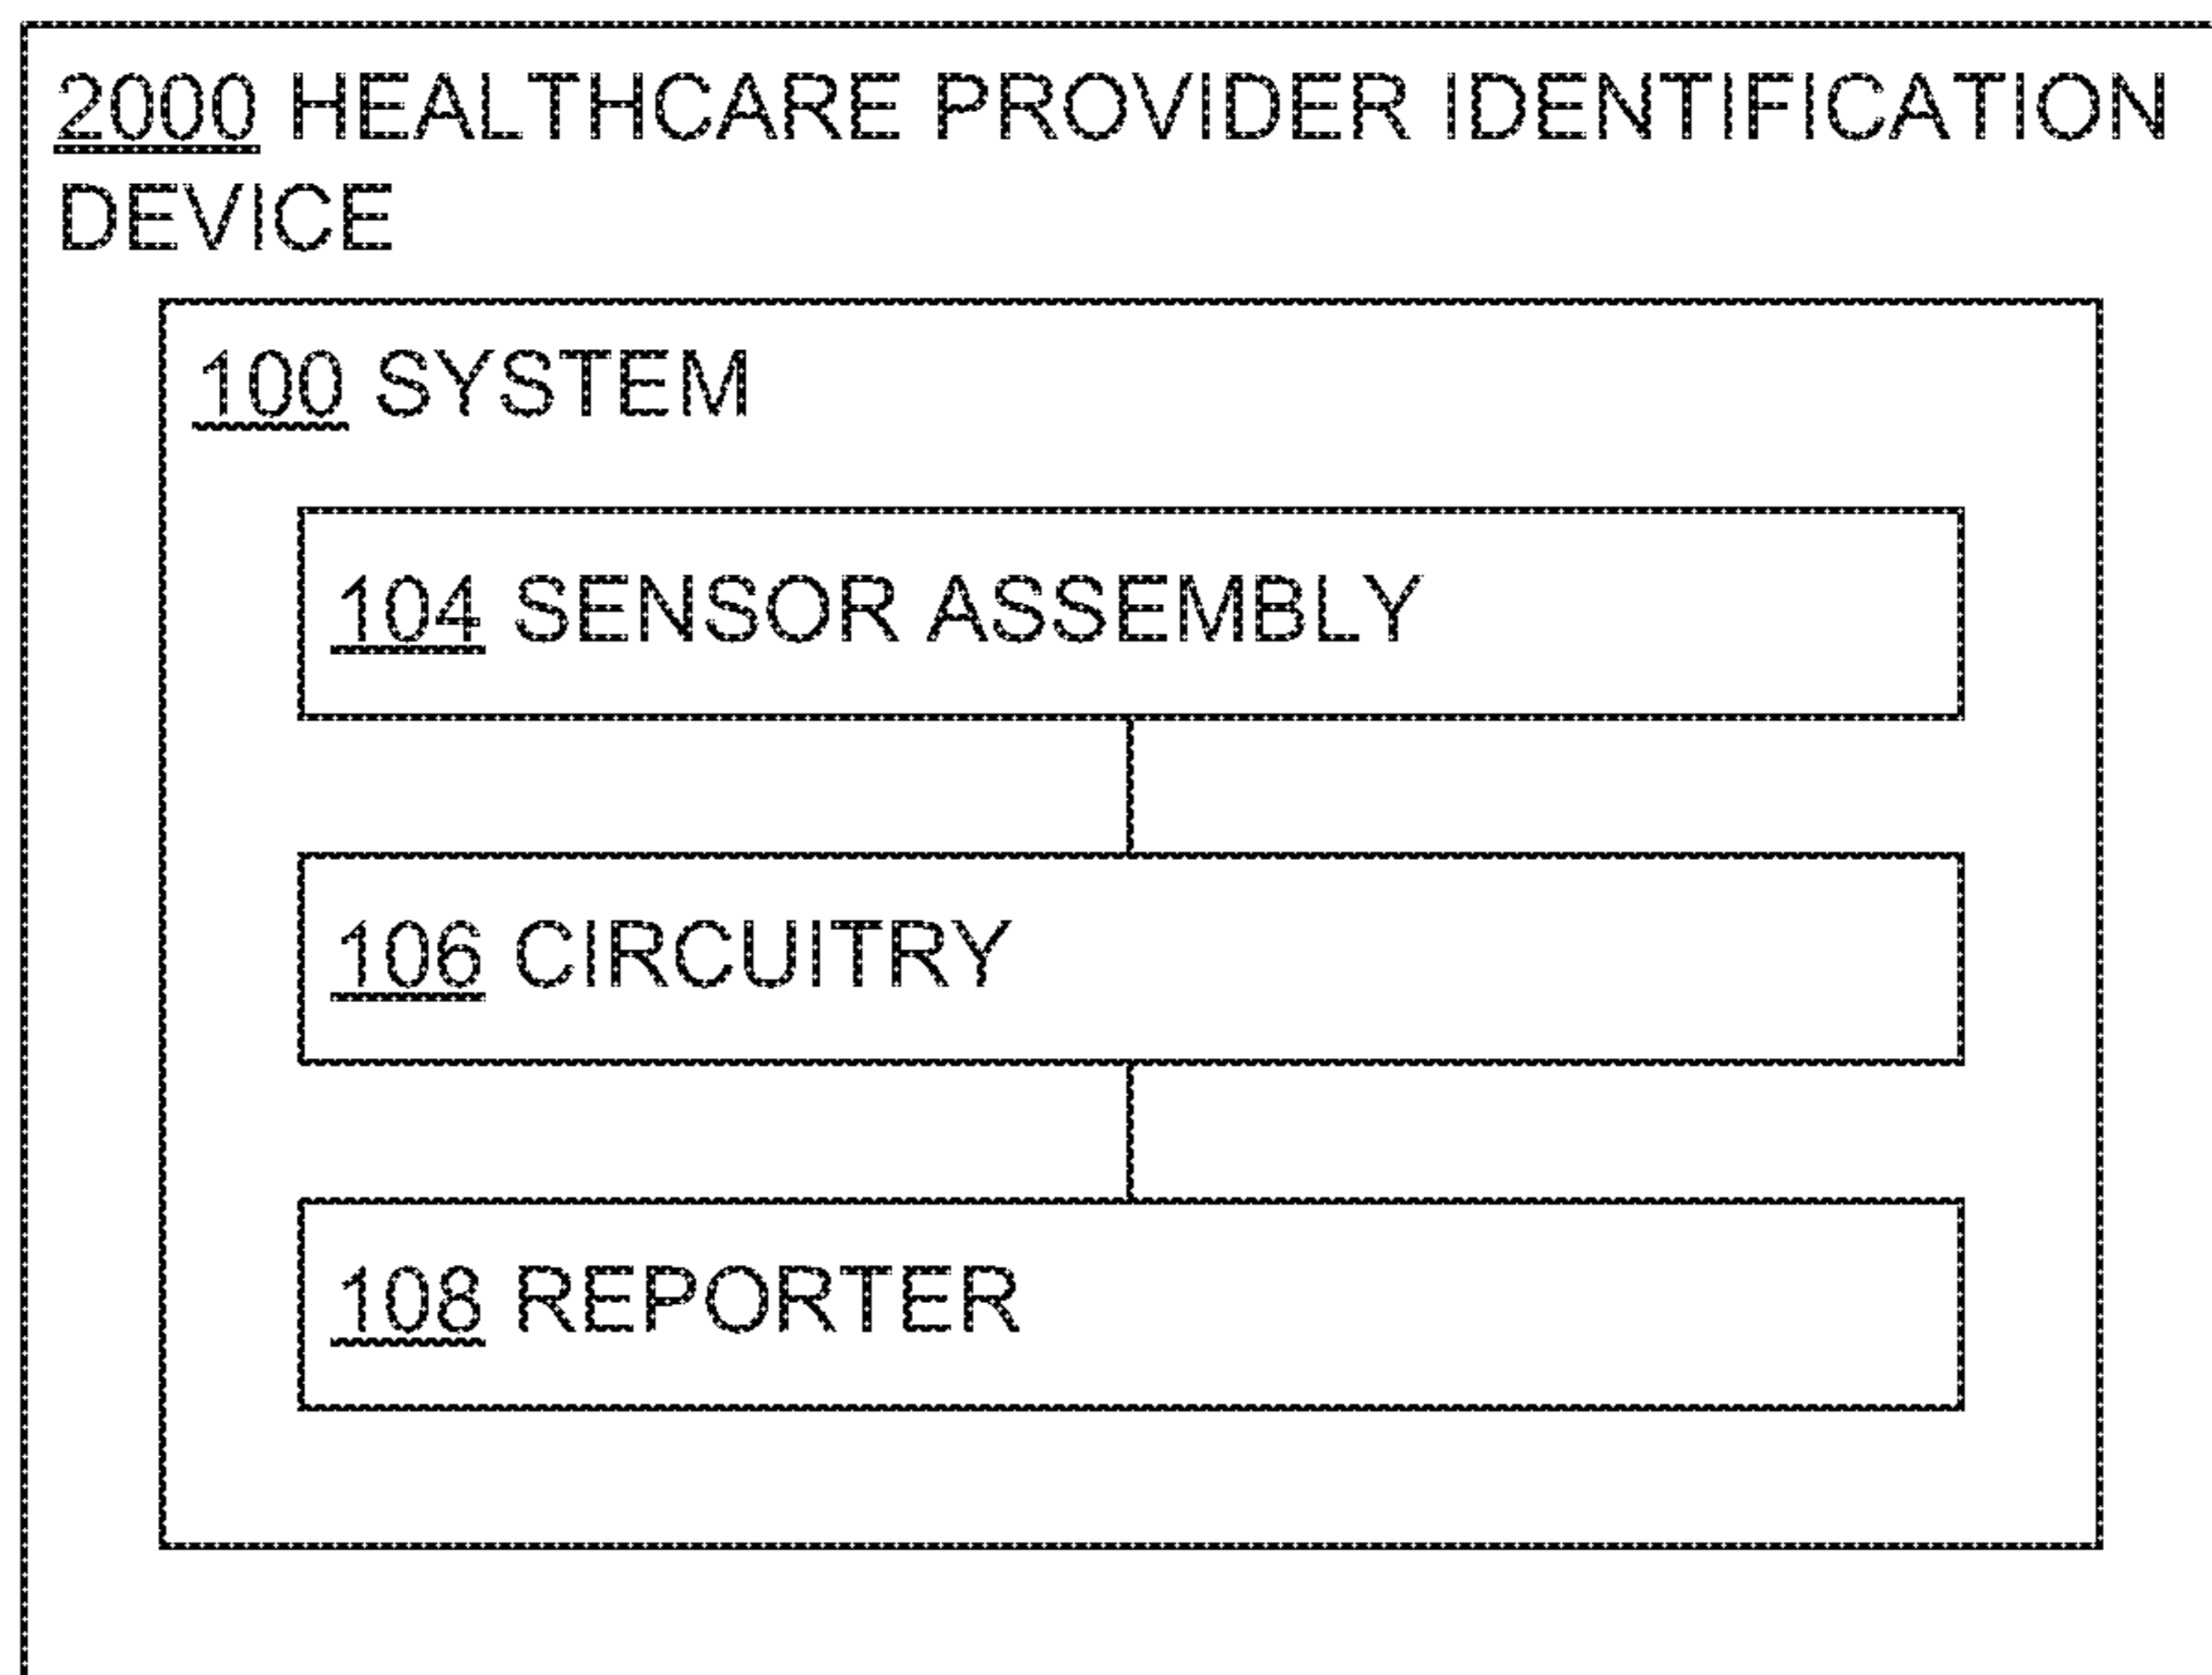 2000 HEALTHCARE PROVIDER IDENTIFICATION
DEVICE
100 SYSTEM
104 SENSOR ASSEMBLY
106 CIRCUITRY
108 REPORTER